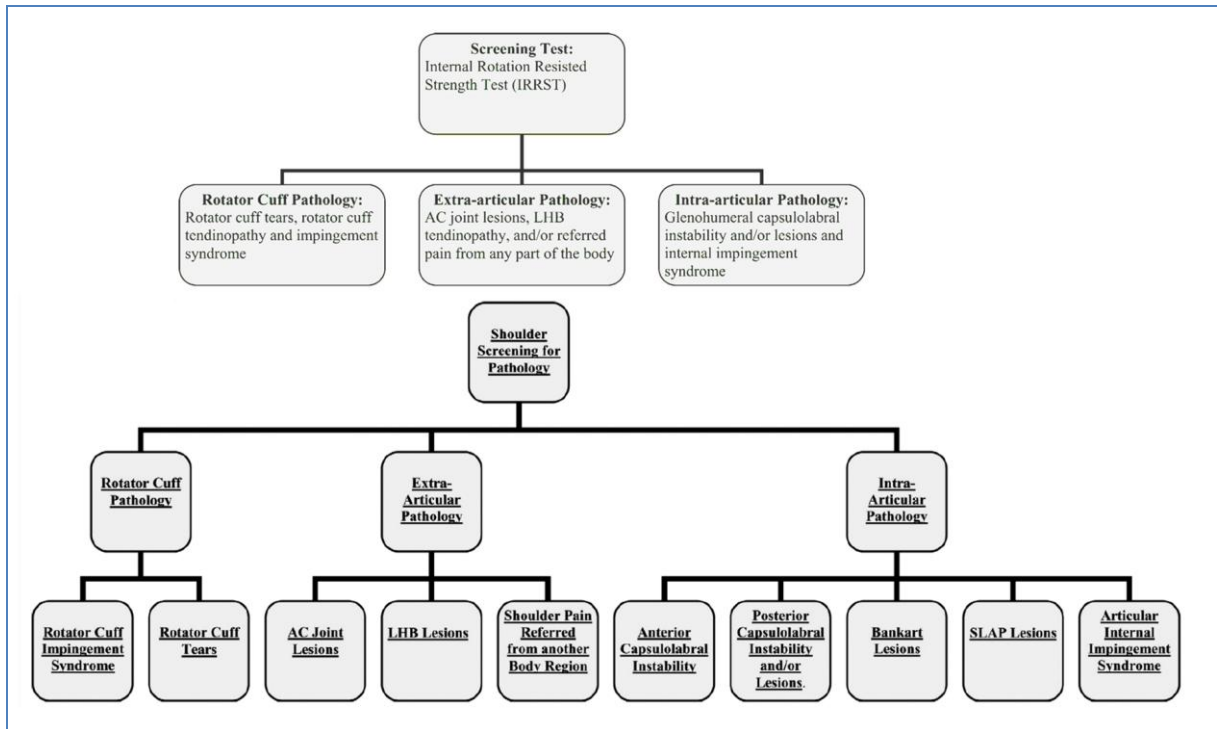 Screening Test:
Internal Rotation Resisted
Strength Test (IRRST)
Rotator Cuff Pathology:
Rotator cuff tears, rotator cuff
tendinopathy and impingement
syndrome
Extra-articular Pathology:
AC joint lesions, LHB
tendinopathy, and/or referred
pain from any part of the body
Intra-articular Pathology:
Glenohumeral capsulolabral
instability and/or lesions and
internal impingement
syndrome
Shoulder
Screening for
Pathology
Rotator Cuff
Pathology
Extra-
Articular
Pathology
Intra-
Articular
Pathology
Rotator Cuff
Impingement
Syndrome
Rotator Cuff
Tears
AC Joint
Lesions
LHB Lesions
Shoulder Pain
Referred
from another
Body Region
Anterior
Capsulolabral
Instability
Posterior
Capsulolabral
Instability
and/or
Lesions.
Bankart
Lesions
SLAP Lesions
Articular
Internal
Impingement
Syndrome